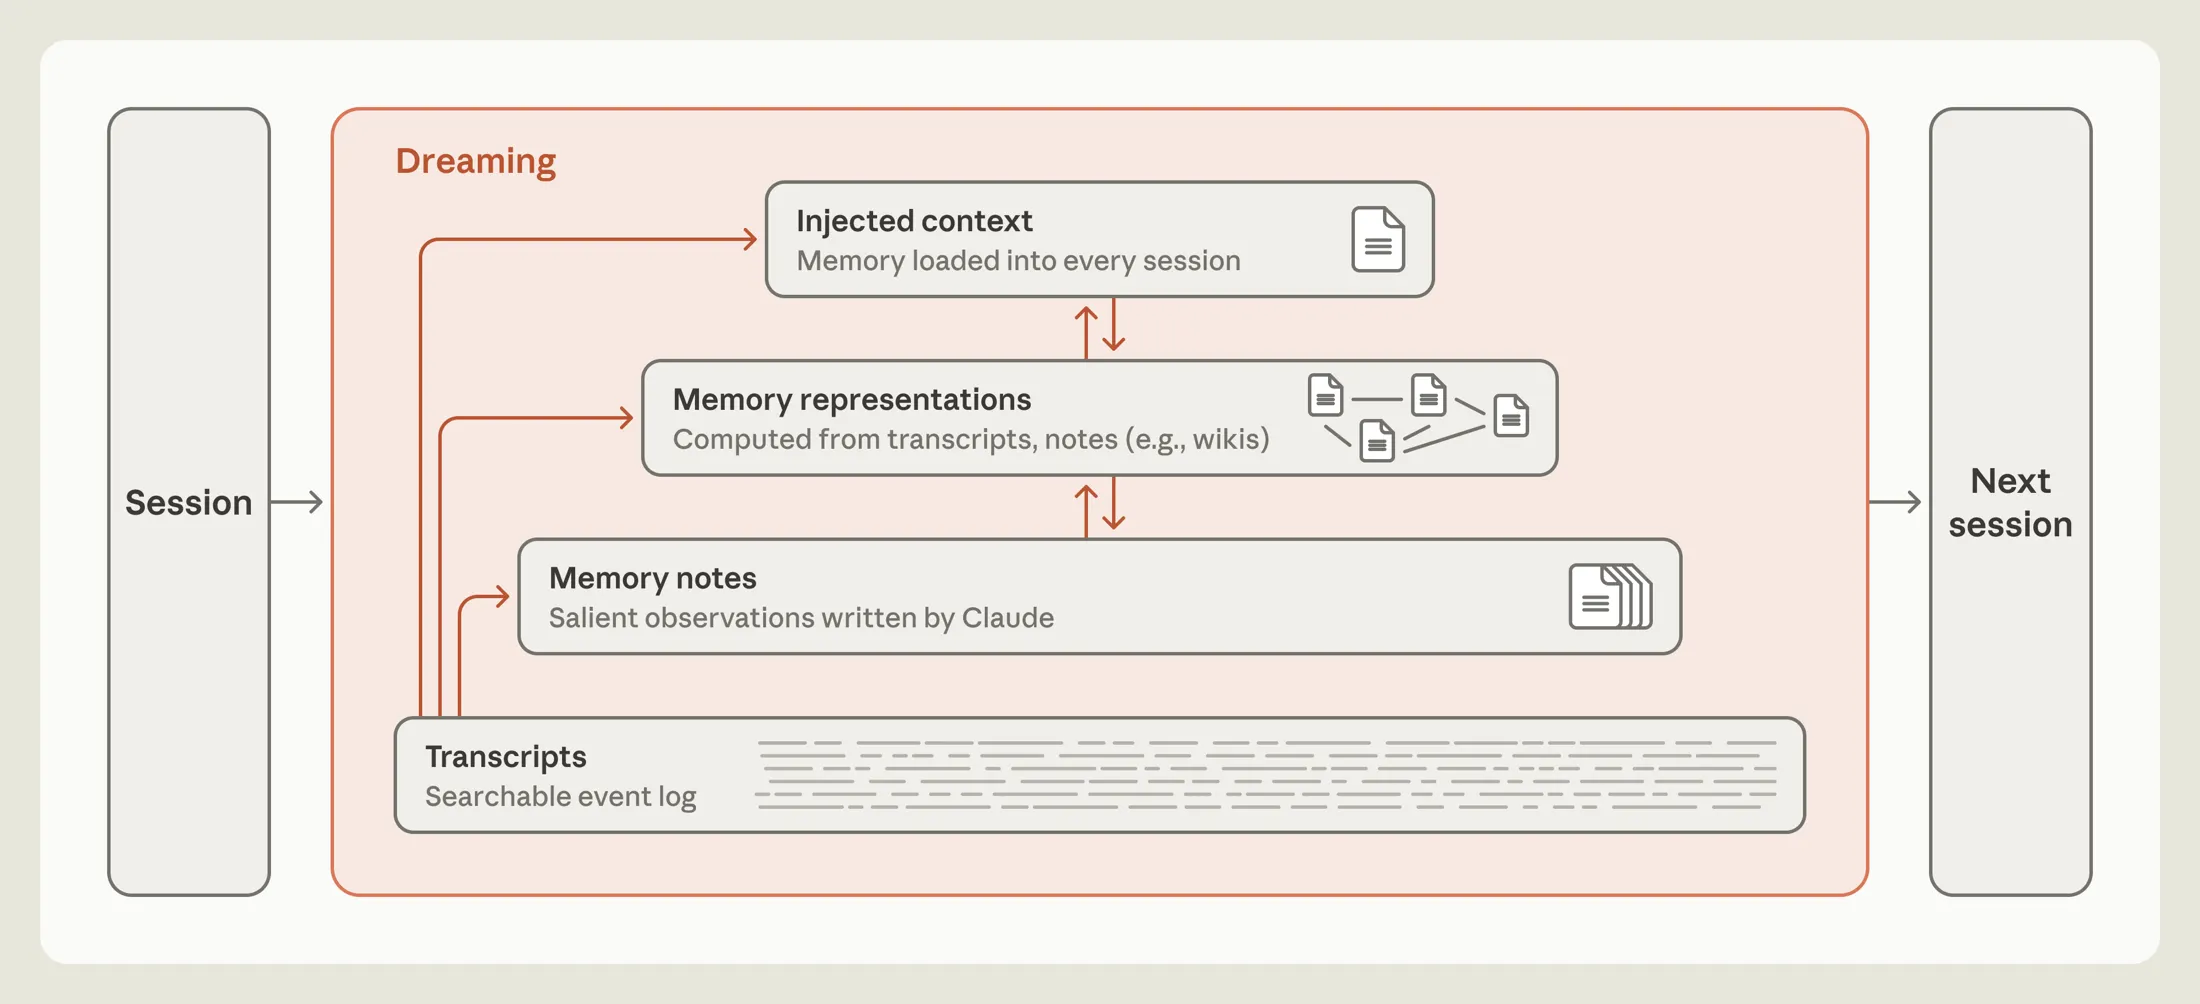 Dreaming
Injected context
Memory loaded into every session
Memory representations
Computed from transcripts, notes (e.g., wikis)
Session
Next
session
Memory notes
Salient observations written by Claude
Transcripts
Searchable event log